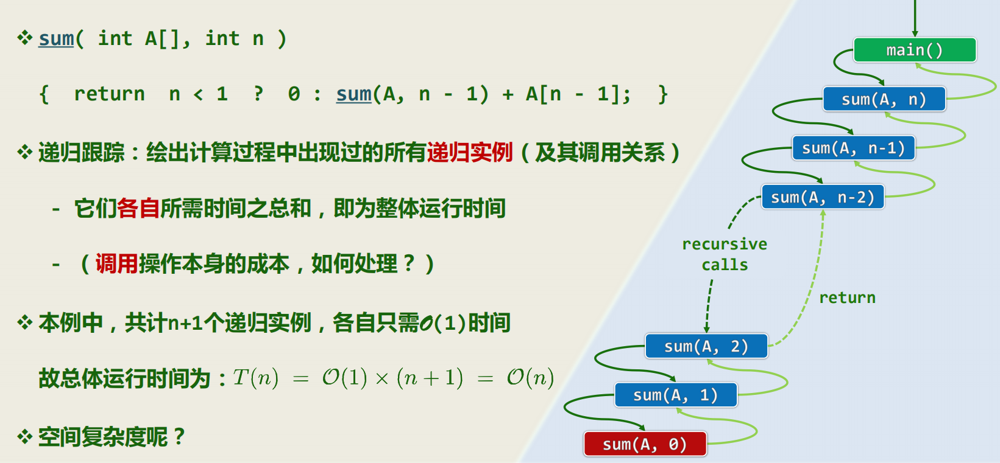 ❖ sum( int A[], int n )
{ return n < 1 ? 0 : sum(A, n - 1) + A[n - 1]; }
❖ 递归跟踪：绘出计算过程中出现过的所有递归实例（及其调用关系）
- 它们各自所需时间之总和，即为整体运行时间
- （调用操作本身的成本，如何处理？）
❖ 本例中，共计n+1个递归实例，各自只需𝒪(1)时间
故总体运行时间为：T(n) = 𝒪(1) × (n + 1) = 𝒪(n)
❖ 空间复杂度呢？
main()
sum(A, n)
sum(A, n-1)
sum(A, n-2)
recursive
calls
return
sum(A, 2)
sum(A, 1)
sum(A, 0)